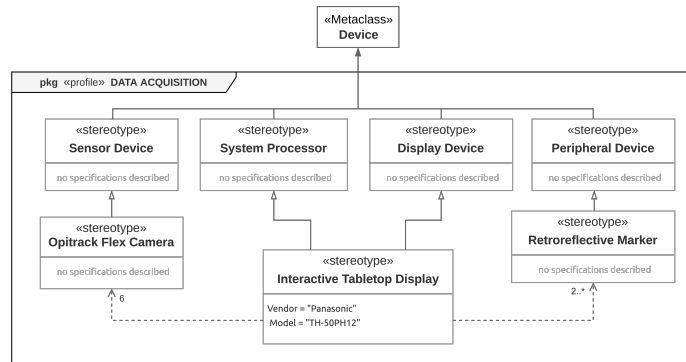 «Metaclass»
Device
pkg «profile» DATA ACQUISITION
«stereotype»
Sensor Device
no specifications described
«stereotype»
System Processor
no specifications described
«stereotype»
Display Device
no specifications described
«stereotype»
Peripheral Device
no specifications described
«stereotype»
Opitrack Flex Camera
no specifications described
«stereotype»
Retroreflective Marker
no specifications described
«stereotype»
Interactive Tabletop Display
Vendor = "Panasonic"
Model = "TH-50PH12"
6
2..*